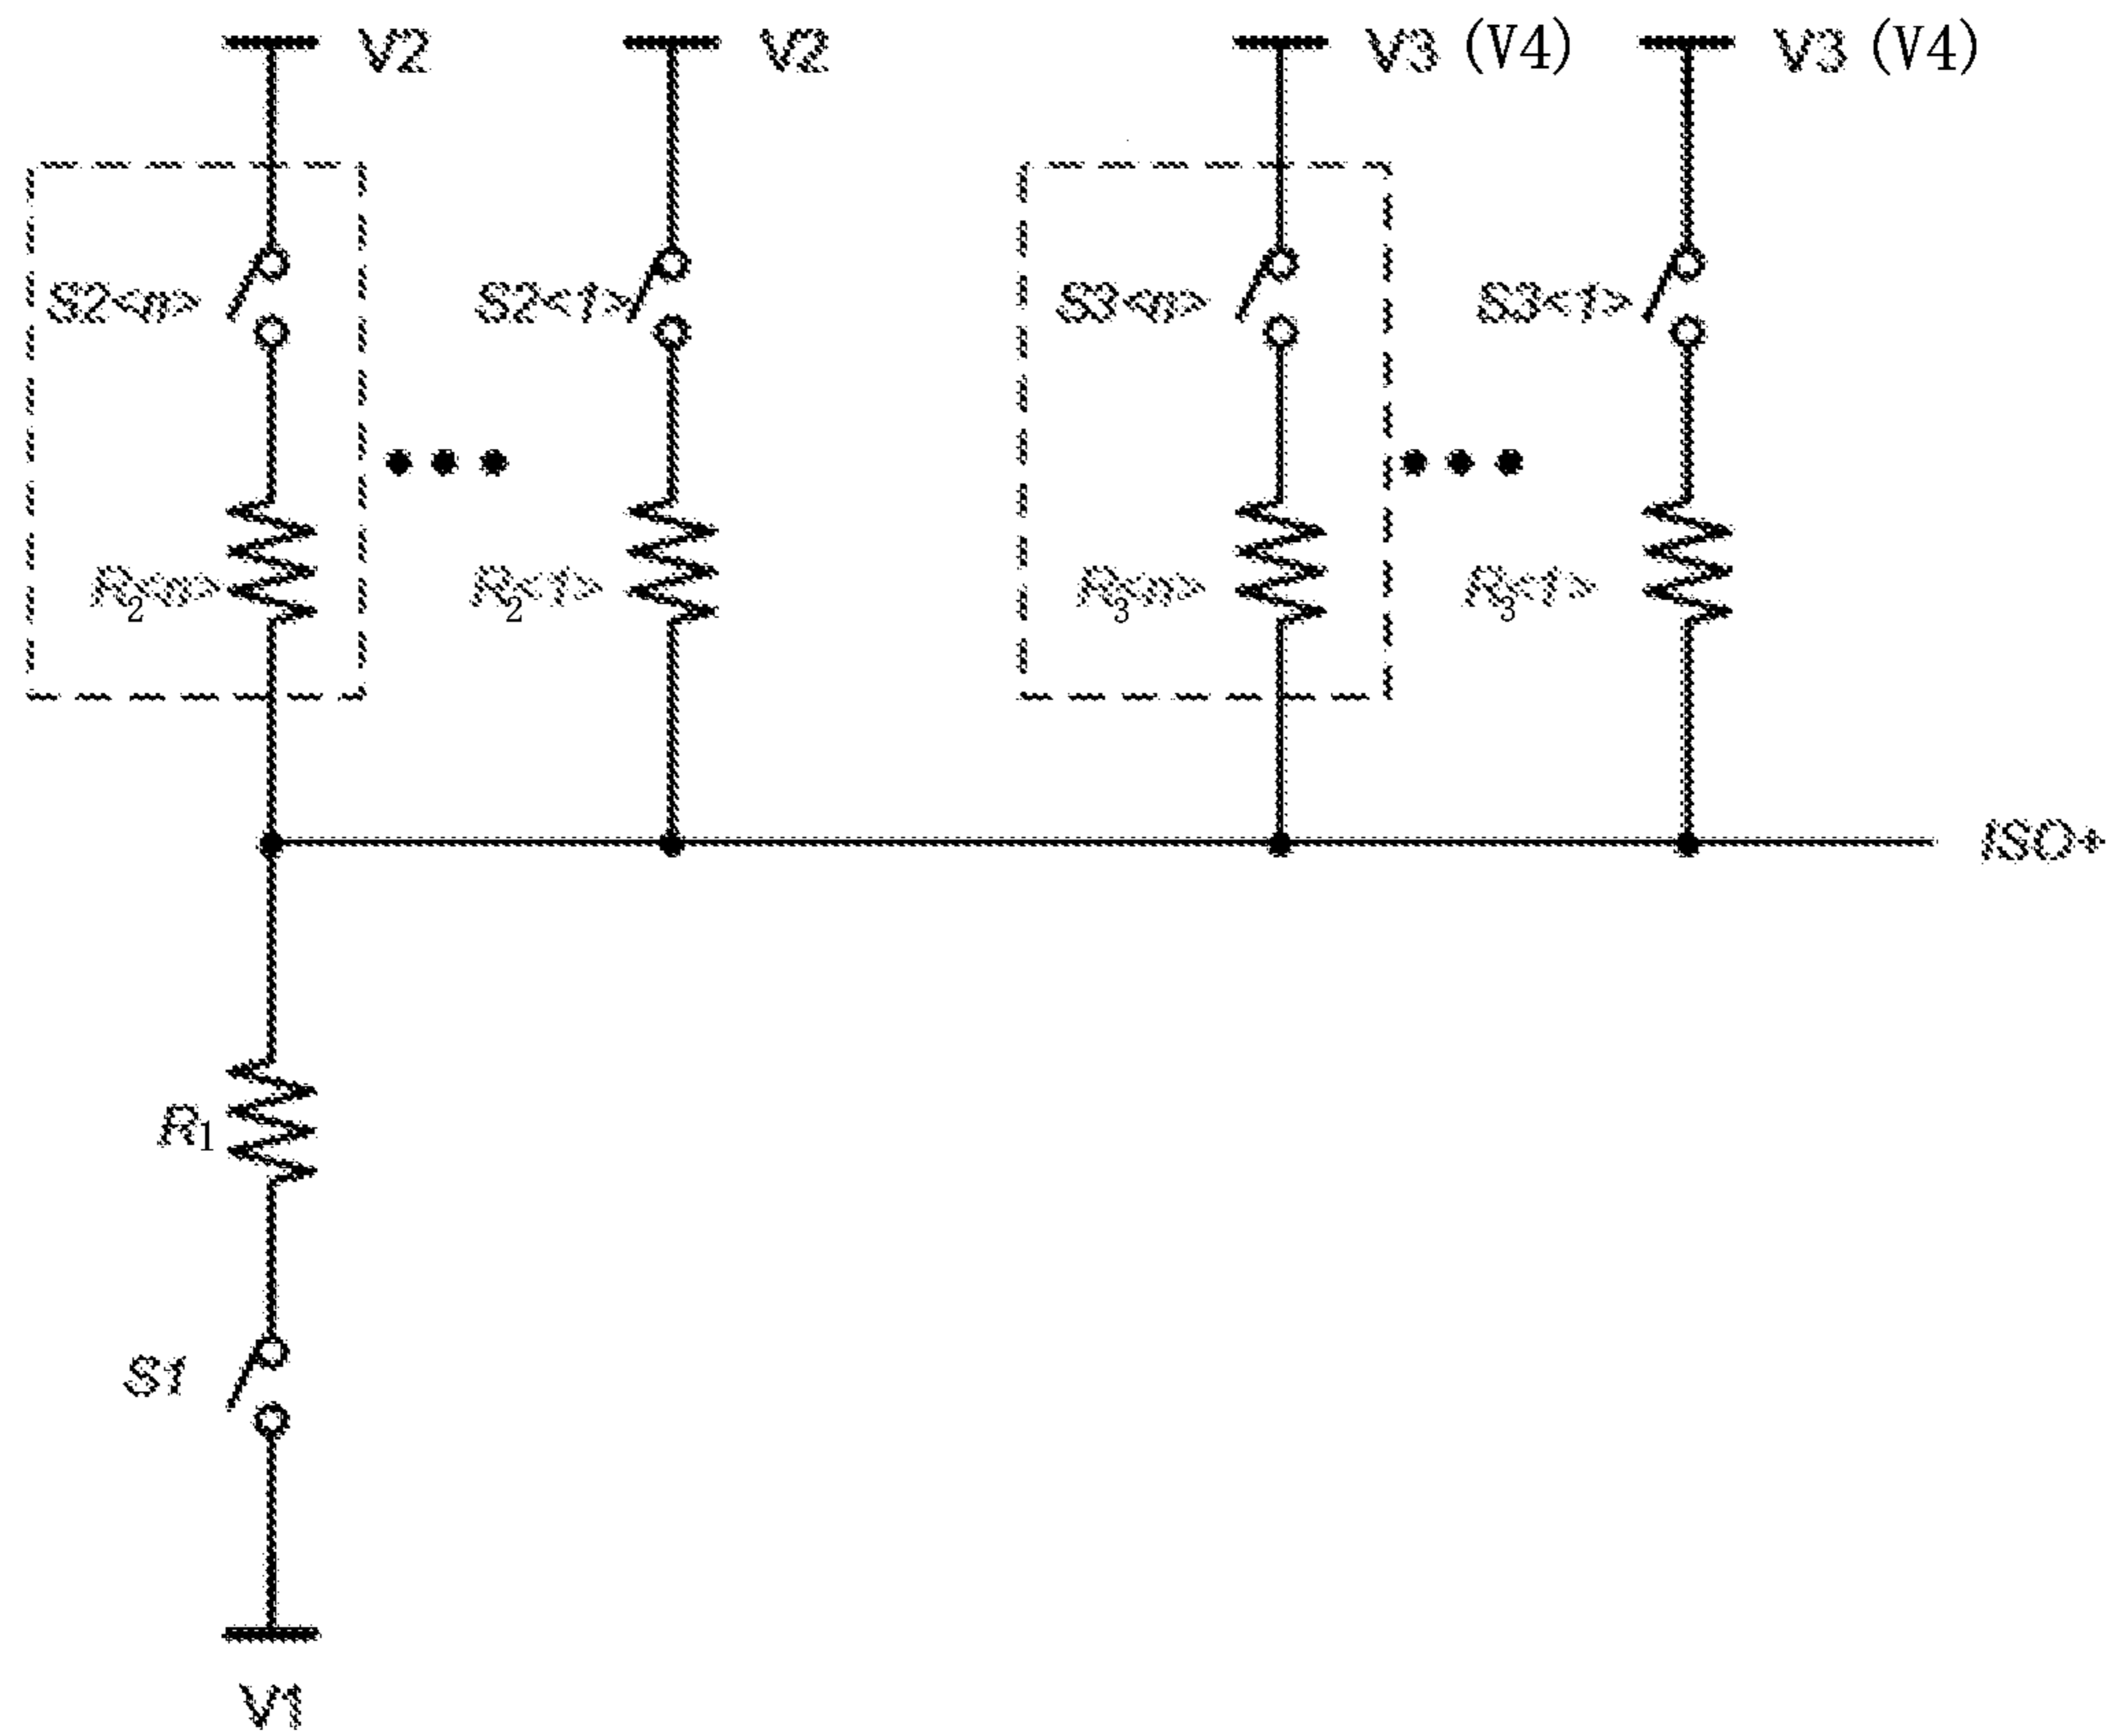 V2 V2 V3 (V4) V3 (V4)
S2<n> S2<1> S3<n> S3<1>
R2<n> R2<1> R3<n> R3<1>
ISO+
R1
S1
V1